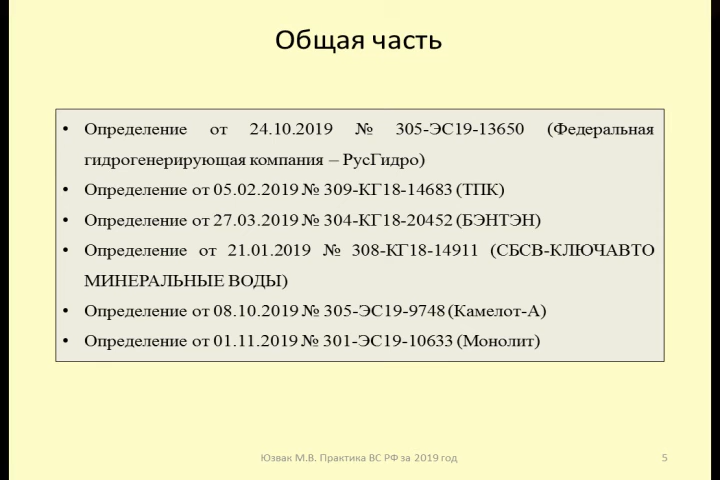 Общая часть
• Определение от 24.10.2019 № 305-ЭС19-13650 (Федеральная
гидрогенерирующая компания – РусГидро)
• Определение от 05.02.2019 № 309-КГ18-14683 (ТПК)
• Определение от 27.03.2019 № 304-КГ18-20452 (БЭНТЭН)
• Определение от 21.01.2019 № 308-КГ18-14911 (СБСВ-КЛЮЧАВТО
МИНЕРАЛЬНЫЕ ВОДЫ)
• Определение от 08.10.2019 № 305-ЭС19-9748 (Камелот-А)
• Определение от 01.11.2019 № 301-ЭС19-10633 (Монолит)
Юзвак М.В. Практика ВС РФ за 2019 год
5